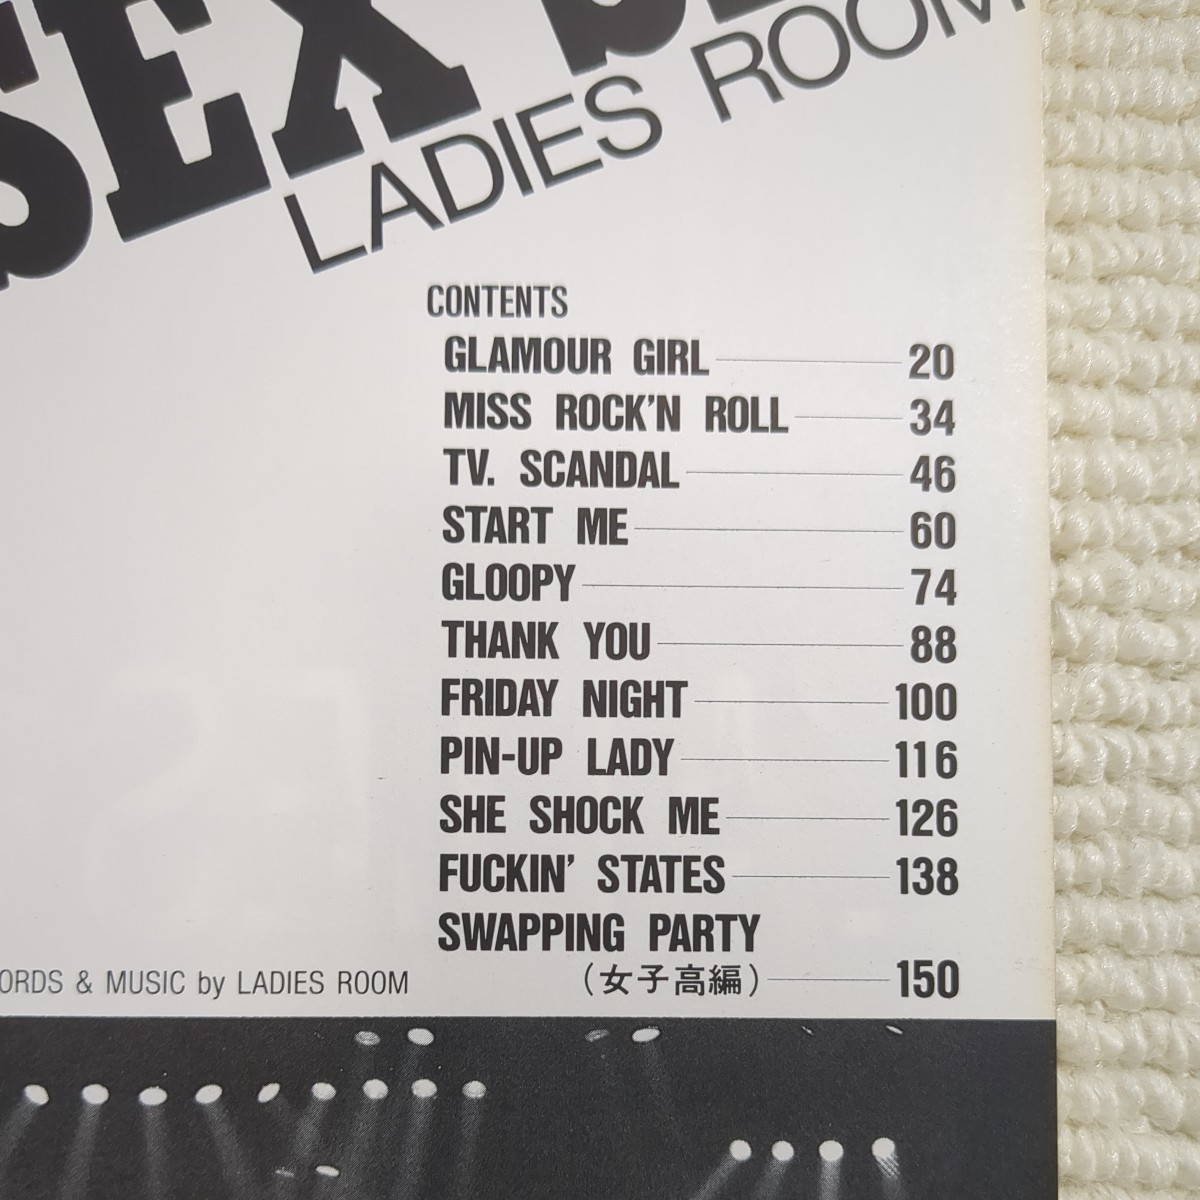 SEX
LADIES ROOM
CONTENTS
GLAMOUR GIRL 20
MISS ROCK'N ROLL 34
TV. SCANDAL 46
START ME 60
GLOOPY 74
THANK YOU 88
FRIDAY NIGHT 100
PIN-UP LADY 116
SHE SHOCK ME 126
FUCKIN' STATES 138
SWAPPING PARTY
(女子高編) 150
ORDS & MUSIC by LADIES ROOM